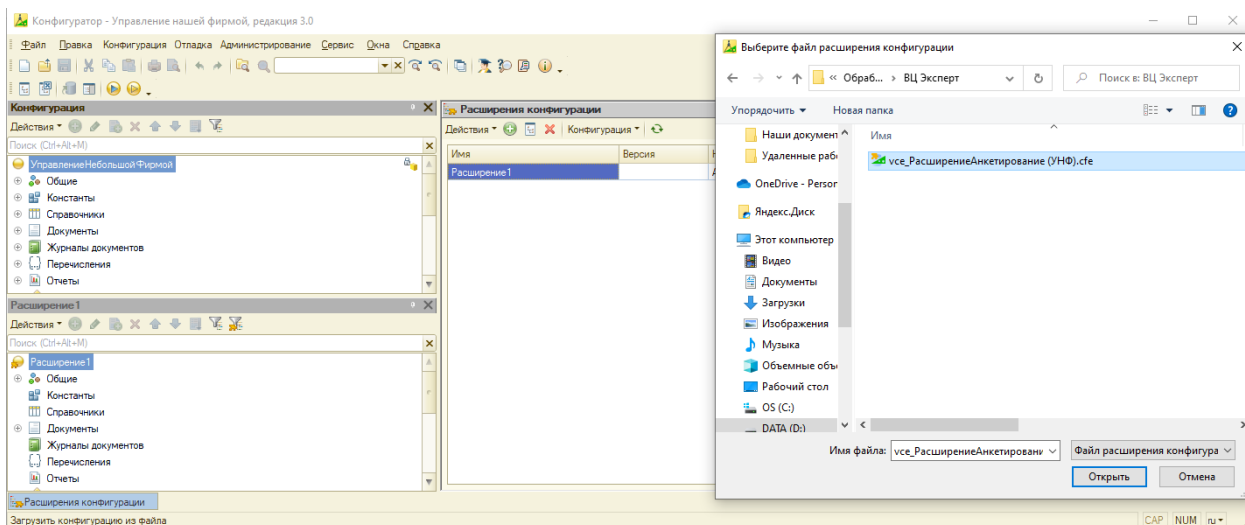 Конфигуратор - Управление нашей фирмой, редакция 3.0
Файл Правка Конфигурация Отладка Администрирование Сервис Окна Справка
Конфигурация
Действия
Поиск (Ctrl+Alt+M)
УправлениеНебольшойФирмой
Общие
Константы
Справочники
Документы
Журналы документов
Перечисления
Отчеты
Расширение1
Действия
Поиск (Ctrl+Alt+M)
Расширение1
Общие
Константы
Справочники
Документы
Журналы документов
Перечисления
Отчеты
Расширения конфигурации
Действия Конфигурация
Имя Версия
Расширение1
Выберите файл расширения конфигурации
« Обраб... › ВЦ Эксперт
Поиск в: ВЦ Эксперт
Упорядочить Новая папка
Наши документ
Удаленные раб
OneDrive - Person
Яндекс.Диск
Этот компьютер
Видео
Документы
Загрузки
Изображения
Музыка
Объемные объ
Рабочий стол
OS (C:)
DATA (D:)
Имя
vce_РасширениеАнкетирование (УНФ).cfe
Имя файла: vce_РасширениеАнкетировани Файл расширения конфигура
Открыть Отмена
Расширения конфигурации
Загрузить конфигурацию из файла
CAP NUM ru